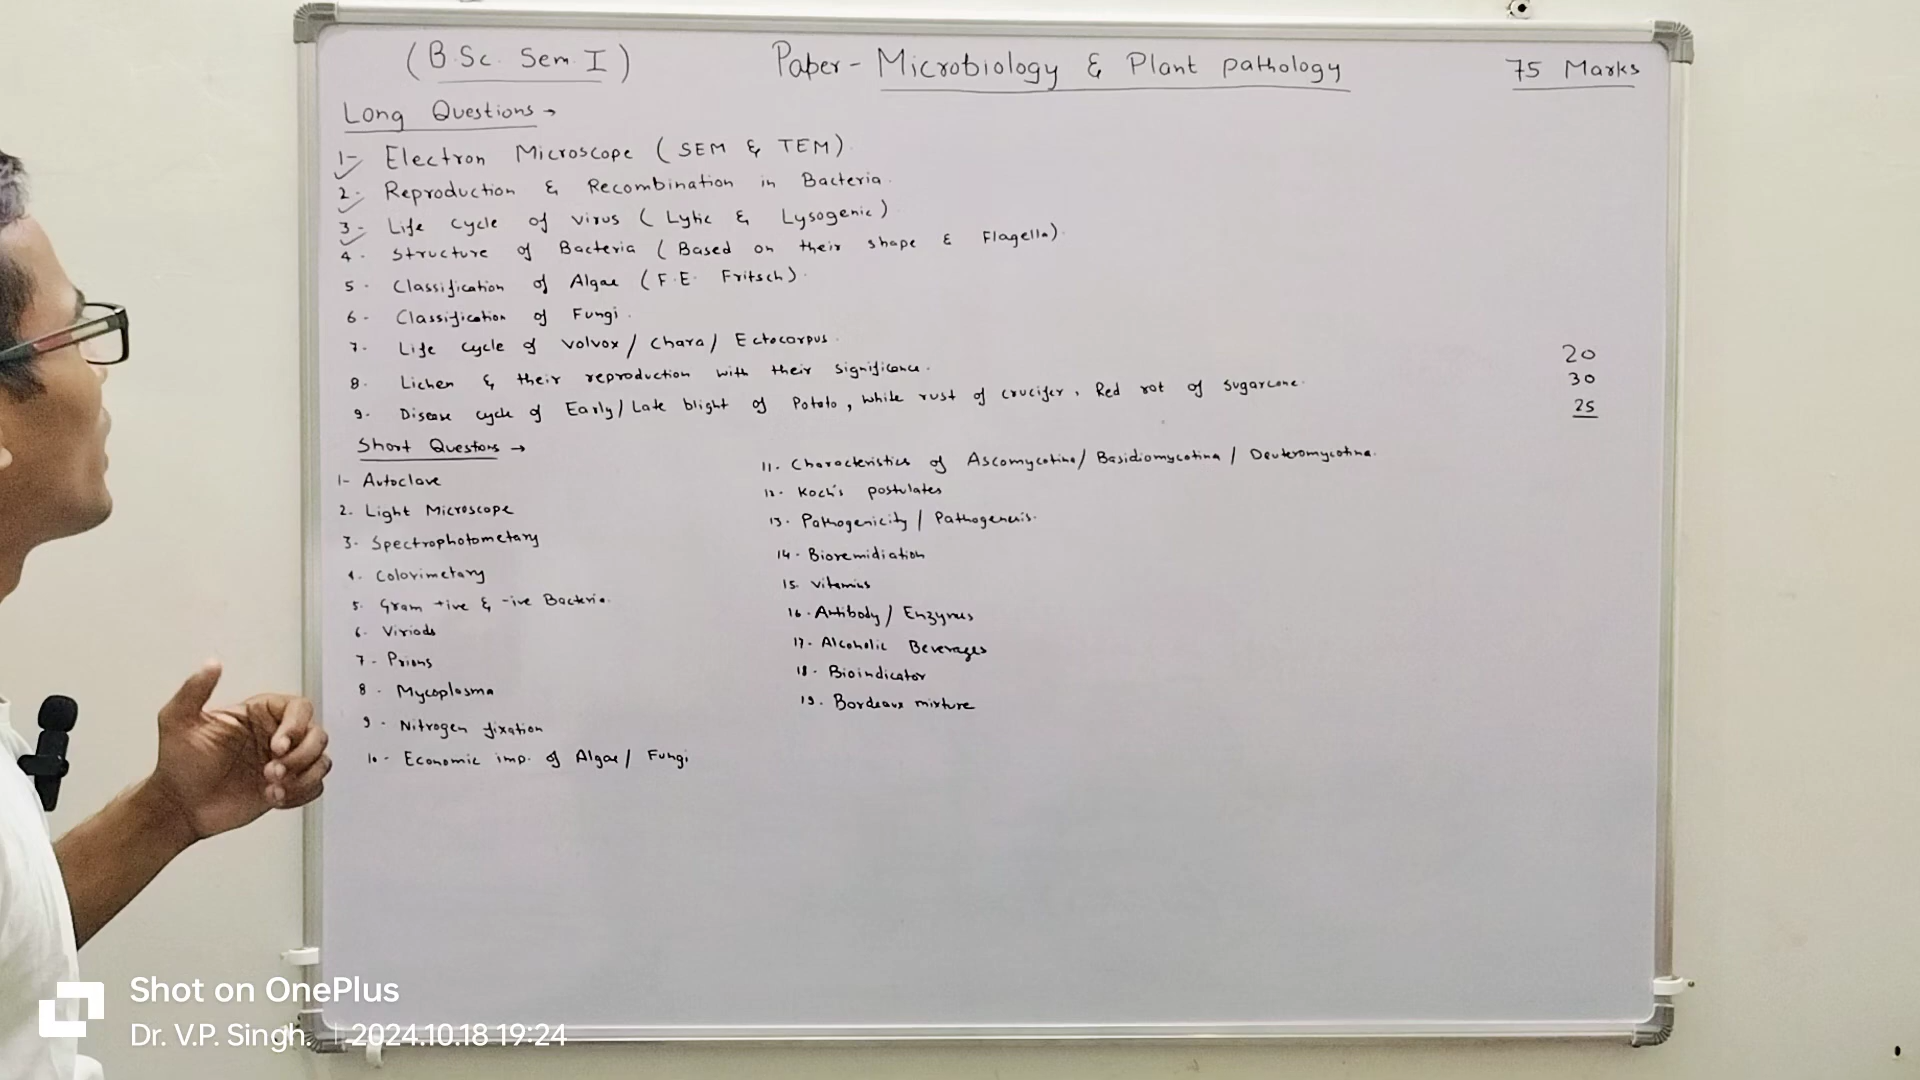 (B.Sc. Sem. I)
Paper - Microbiology & Plant pathology
75 Marks
Long Questions →
1- Electron Microscope (SEM & TEM).
2- Reproduction & Recombination in Bacteria.
3- Life cycle of virus (Lytic & Lysogenic)
4. Structure of Bacteria (Based on their shape & Flagella).
5- Classification of Algae (F.E. Fritsch).
6- Classification of Fungi.
7. Life cycle of Volvox / Chara / Ectocarpus.
8. Lichen & their reproduction with their significance.
9- Disease cycle of Early/Late blight of Potato, white rust of crucifer, Red rot of sugarcane.
20
30
25
Short Questions →
1- Autoclave
2. Light Microscope
3- Spectrophotometary
4. Colorimetary
5. Gram +ive & -ive Bacteria.
6- Viriods
7- Prions
8- Mycoplasma
9- Nitrogen fixation
10- Economic imp. of Algae / Fungi
11. Characteristics of Ascomycotina / Basidiomycotina / Deuteromycotina.
12- Koch's postulates
13. Pathogenicity / Pathogenesis.
14- Bioremidiation
15. Vitamins
16- Antibody / Enzymes
17- Alcoholic Beverages
18- Bioindicator
19. Bordeaux mixture
Shot on OnePlus
Dr. V.P. Singh. | 2024.10.18 19:24